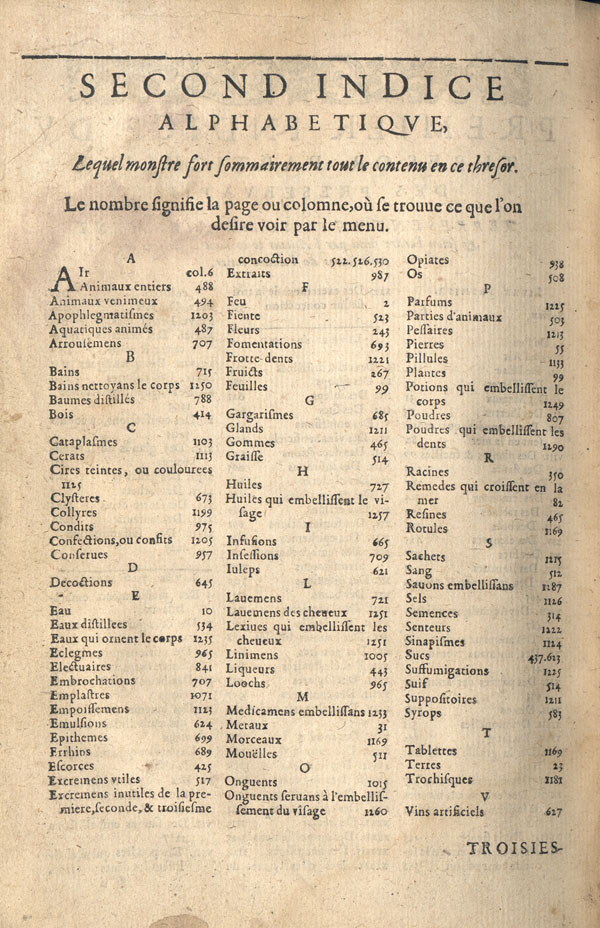 SECOND INDICE
ALPHABETIQVE,
Lequel monſtre fort ſommairement tout le contenu en ce threſor.
Le nombre ſignifie la page ou colomne, où ſe trouue ce que l'on
deſire voir par le menu.
A
AIr col.6
Animaux entiers 488
Animaux venimeux 494
Apophlegmatiſmes 1203
Aquatiques animés 487
Arrouſemens 707
B
Bains 715
Bains nettoyans le corps 1250
Baumes diſtilés 788
Bois 414
C
Cataplaſmes 1103
Cerats 1113
Cires teintes, ou coulourees
1125
Clyſteres 673
Collyres 1199
Condits 975
Confections, ou confits 1205
Conſerues 957
D
Decoctions 645
E
Eau 10
Eaux diſtillees 534
Eaux qui ornent le corps 1235
Eclegmes 965
Electuaires 841
Embrochations 707
Emplaſtres 1071
Empoiſſemens 1123
Emulſions 624
Epithemes 699
Errhins 689
Eſcorces 425
Excremens vtiles 517
Excremens inutiles de la pre-
miere, ſeconde, & troiſieſme
concoction 522.526.530
Extraits 987
F
Feu 2
Fiente 523
Fleurs 243
Fomentations 693
Frotte-dents 1221
Fruicts 267
Feuilles 99
G
Gargariſmes 685
Glands 1211
Gommes 465
Graiſſe 514
H
Huiles 727
Huiles qui embelliſſent le vi-
ſage 1257
I
Infuſions 665
Inſeſſions 709
Iuleps 621
L
Lauemens 721
Lauemens des cheueux 1251
Lexiues qui embelliſſent les
cheueux 1251
Linimens 1005
Liqueurs 443
Loochs 965
M
Medicamens embelliſſans 1233
Metaux 31
Morceaux 1169
Mouëlles 511
O
Onguents 1015
Onguents ſeruans à l'embelliſ-
ſement du viſage 1260
Opiates 938
Os 508
P
Parfums 1225
Parties d'animaux 503
Peſſaires 1213
Pierres 55
Pillules 1133
Plantes 99
Potions qui embelliſſent le
corps 1249
Poudres 807
Poudres qui embelliſſent les
dents 1290
R
Racines 350
Remedes qui croiſſent en la
mer 82
Reſines 465
Rotules 1169
S
Sachets 1215
Sang 512
Sauons embelliſſans 1187
Sels 1126
Semences 314
Senteurs 1222
Sinapiſmes 1124
Sucs 437.613
Suffumigations 1225
Suif 514
Suppoſitoires 1211
Syrops 583
T
Tablettes 1169
Terres 23
Trochiſques 1181
V
Vins artificiels 627
TROISIES-